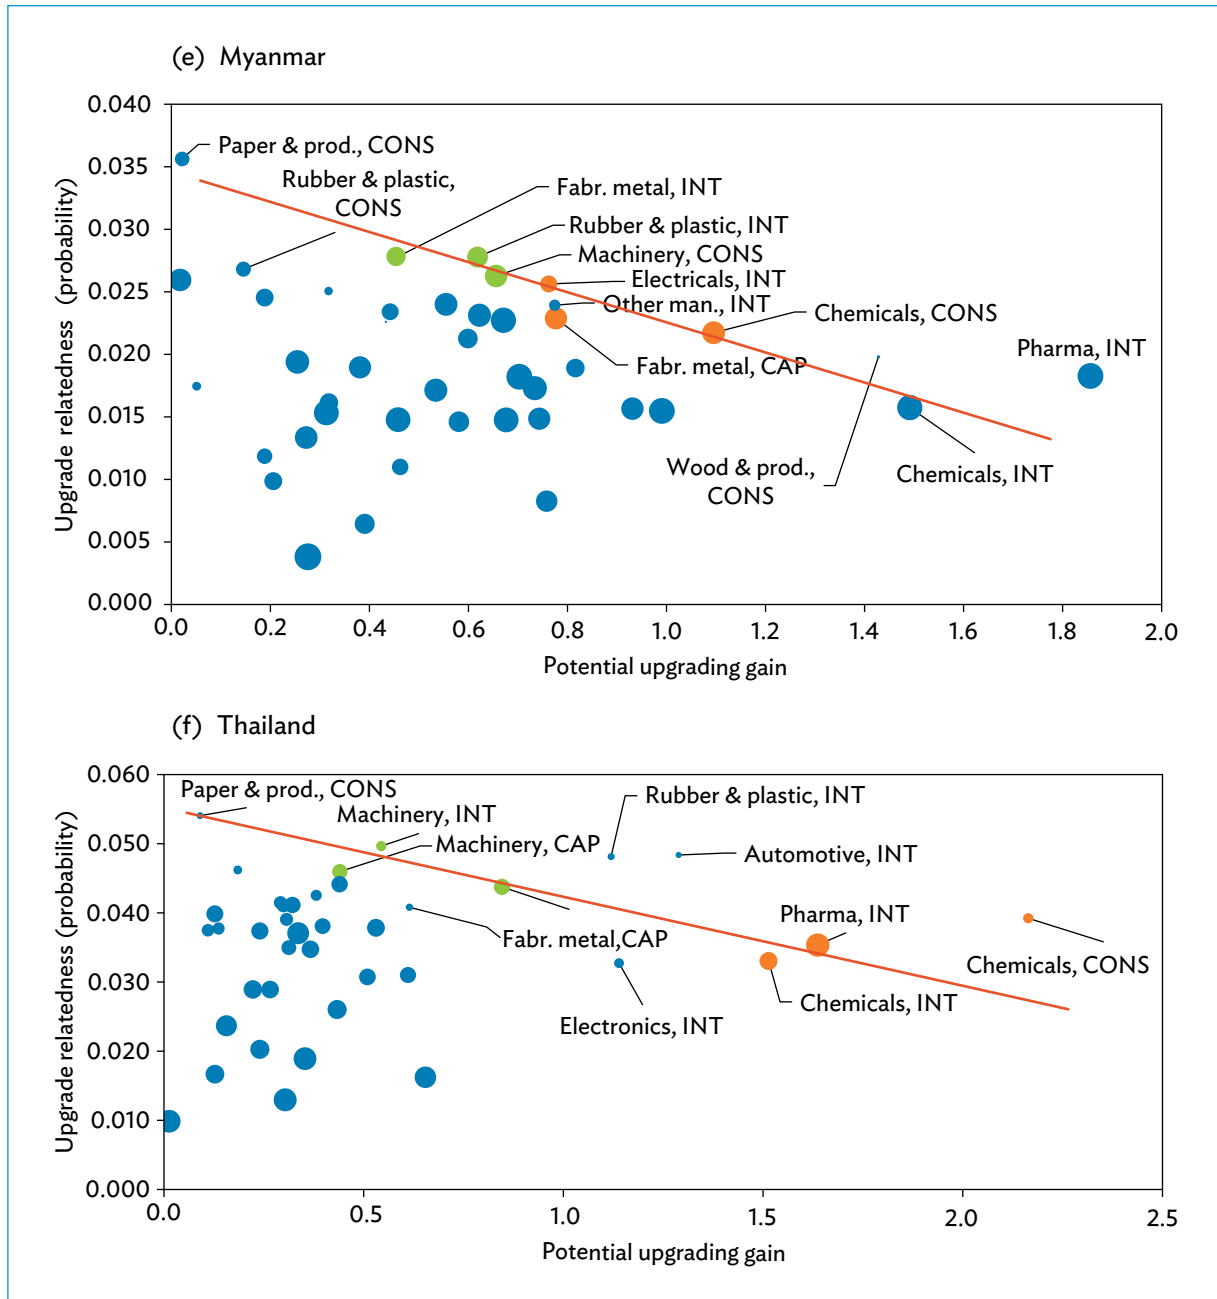 (e) Myanmar
Upgrade relatedness (probability)
0.040
0.035
0.030
0.025
0.020
0.015
0.010
0.005
0.000
Paper & prod., CONS
Rubber & plastic,
CONS
Fabr. metal, INT
Rubber & plastic, INT
Machinery, CONS
Electricals, INT
Other man., INT
Chemicals, CONS
Fabr. metal, CAP
Pharma, INT
Wood & prod.,
CONS
Chemicals, INT
0.0 0.2 0.4 0.6 0.8 1.0 1.2 1.4 1.6 1.8 2.0
Potential upgrading gain
(f) Thailand
Upgrade relatedness (probability)
0.060
0.050
0.040
0.030
0.020
0.010
0.000
Paper & prod., CONS
Machinery, INT
Machinery, CAP
Rubber & plastic, INT
Automotive, INT
Fabr. metal,CAP
Pharma, INT
Chemicals, CONS
Chemicals, INT
Electronics, INT
0.0 0.5 1.0 1.5 2.0 2.5
Potential upgrading gain